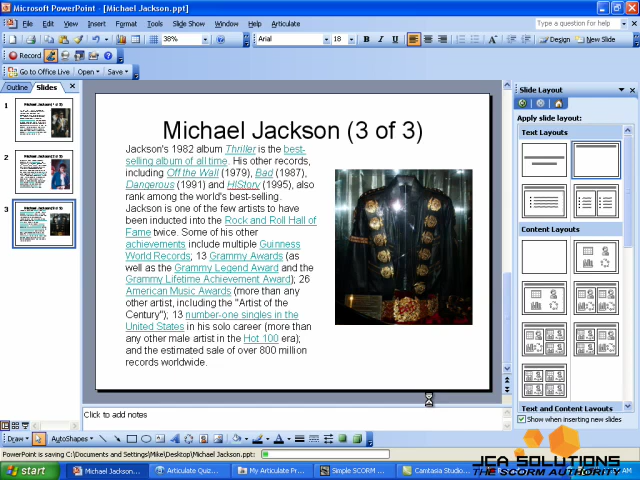 Microsoft PowerPoint - [Michael Jackson.ppt]
File Edit View Insert Format Tools Slide Show Window Help Articulate
Type a question for help
38%
Arial
18
B I U
Design
New Slide
Record
Go to Office Live Open Save
Outline Slides
1
2
3
Michael Jackson (3 of 3)
Jackson's 1982 album Thriller is the best-
selling album of all time. His other records,
including Off the Wall (1979), Bad (1987),
Dangerous (1991) and HIStory (1995), also
rank among the world's best-selling.
Jackson is one of the few artists to have
been inducted into the Rock and Roll Hall of
Fame twice. Some of his other
achievements include multiple Guinness
World Records; 13 Grammy Awards (as
well as the Grammy Legend Award and the
Grammy Lifetime Achievement Award); 26
American Music Awards (more than any
other artist, including the "Artist of the
Century"); 13 number-one singles in the
United States in his solo career (more than
any other male artist in the Hot 100 era);
and the estimated sale of over 800 million
records worldwide.
Click to add notes
Slide Layout
Apply slide layout:
Text Layouts
Content Layouts
Text and Content Layouts
Show when inserting new slides
Draw AutoShapes
PowerPoint is saving C:\Documents and Settings\Mike\Desktop\Michael Jackson.ppt:
start
Michael Jackson...
Articulate Quiz...
My Articulate Pr...
Simple SCORM ...
Camtasia Studio...
JCA SOLUTIONS
THE SCORM AUTHORITY